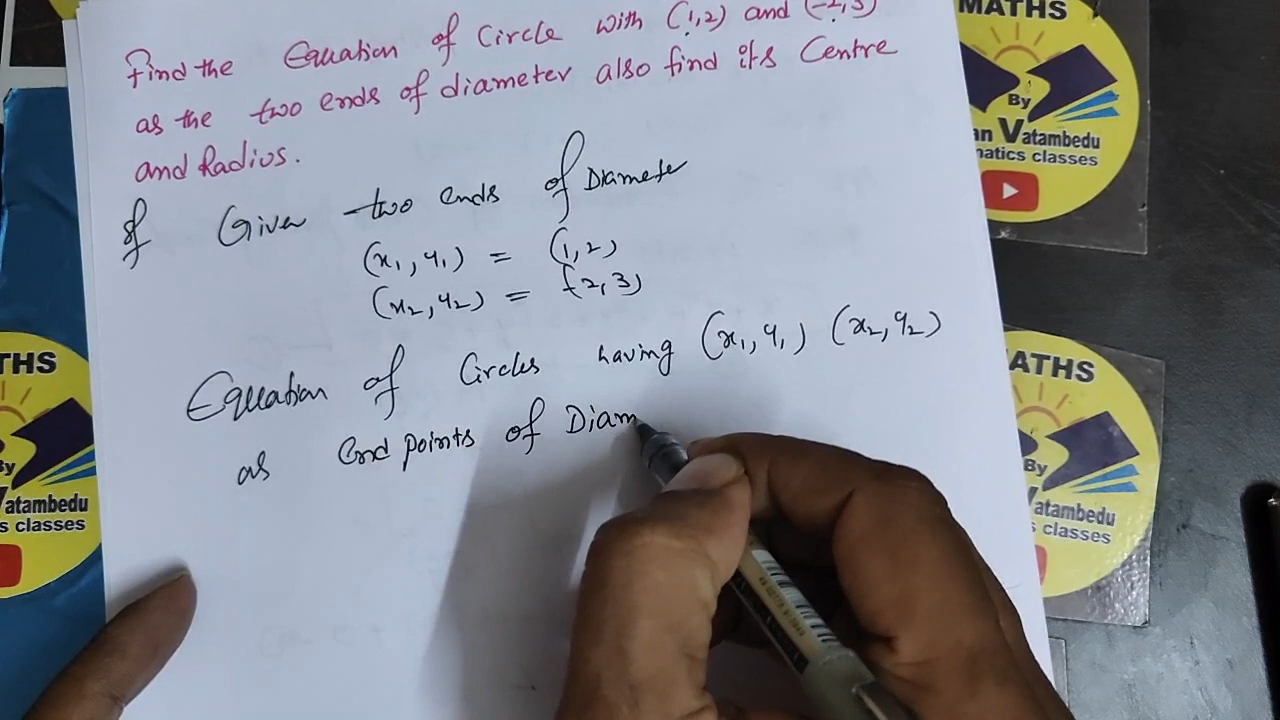 Find the Equation of Circle with (1,2) and (-2,3)
as the two ends of diameter also find its Centre
and Radius.
Given two ends of Diameter
(x₁, y₁) = (1,2)
(x₂, y₂) = (-2, 3)
Equation of Circles having (x₁, y₁) (x₂, y₂)
as end points of Diam
MATHS
By
an Vatambedu
matics classes
THS
By
Vatambedu
s classes
ATHS
By
atambedu
classes